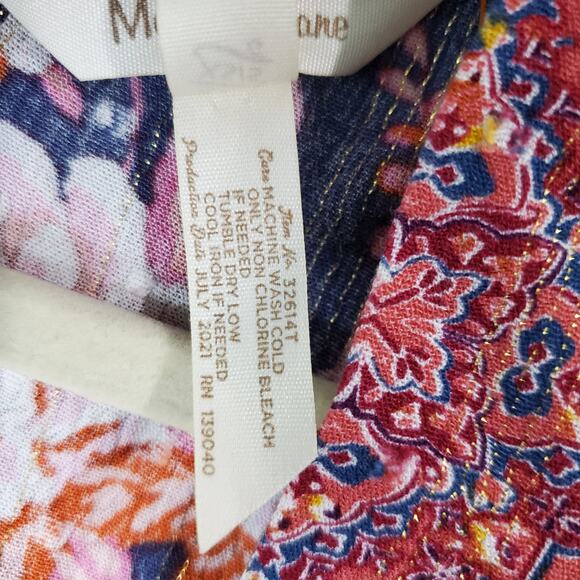 Item No. 32614T
Care MACHINE WASH COLD
ONLY NON CHLORINE BLEACH
IF NEEDED
TUMBLE DRY LOW
COOL IRON IF NEEDED
Production Date JULY 2021 RN 139040